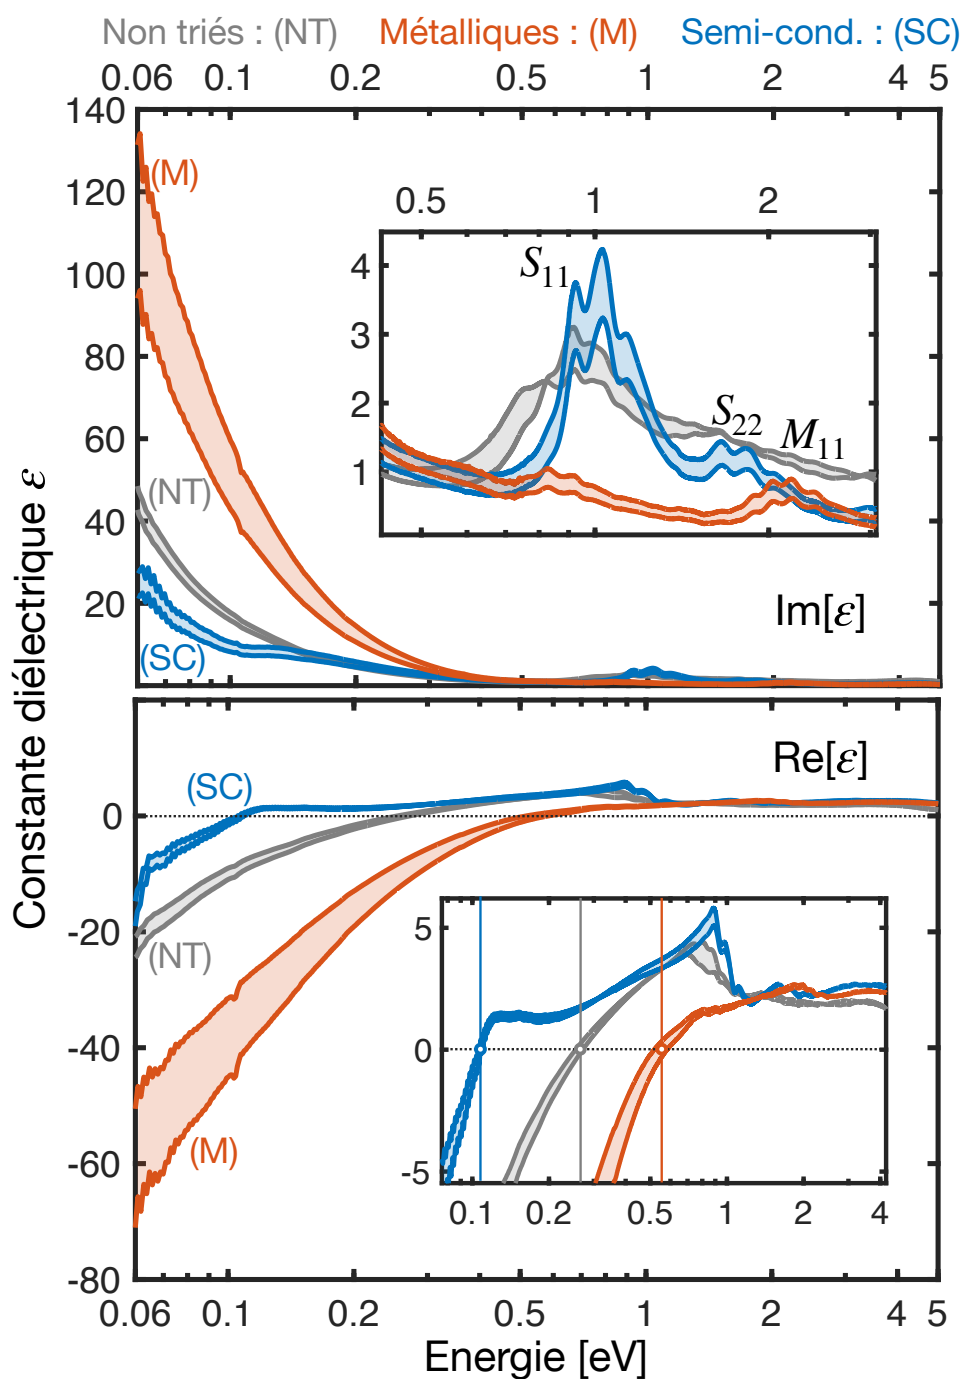 Non triés : (NT) Métalliques : (M) Semi-cond. : (SC)
0.06 0.1 0.2 0.5 1 2 4 5
140
120
100
80
60
40
20
(M)
(NT)
(SC)
0.5 1 2
4
3
2
1
S11
S22
M11
Im[ε]
Constante diélectrique ε
Re[ε]
0
-20
-40
-60
-80
(SC)
(NT)
(M)
5
0
-5
0.1 0.2 0.5 1 2 4
0.06 0.1 0.2 0.5 1 2 4 5
Energie [eV]